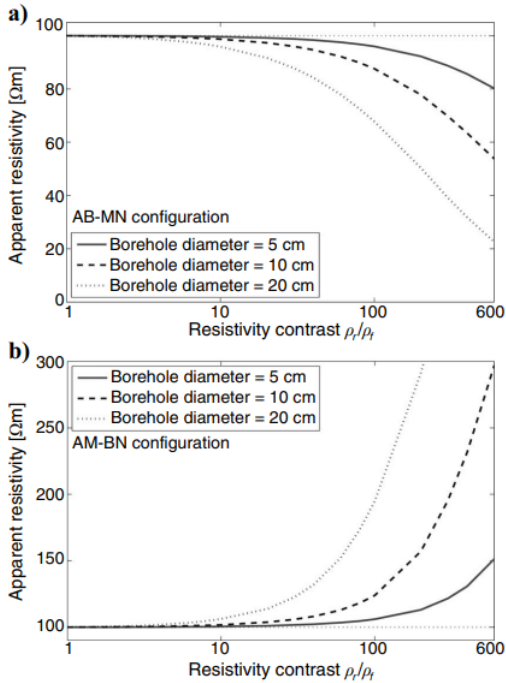 a)
100
80
60
40
20
0
Apparent resistivity [Ωm]
AB-MN configuration
Borehole diameter = 5 cm
Borehole diameter = 10 cm
Borehole diameter = 20 cm
1 10 100 600
Resistivity contrast ρr/ρf
b)
300
250
200
150
100
Apparent resistivity [Ωm]
Borehole diameter = 5 cm
Borehole diameter = 10 cm
Borehole diameter = 20 cm
AM-BN configuration
1 10 100 600
Resistivity contrast ρr/ρf